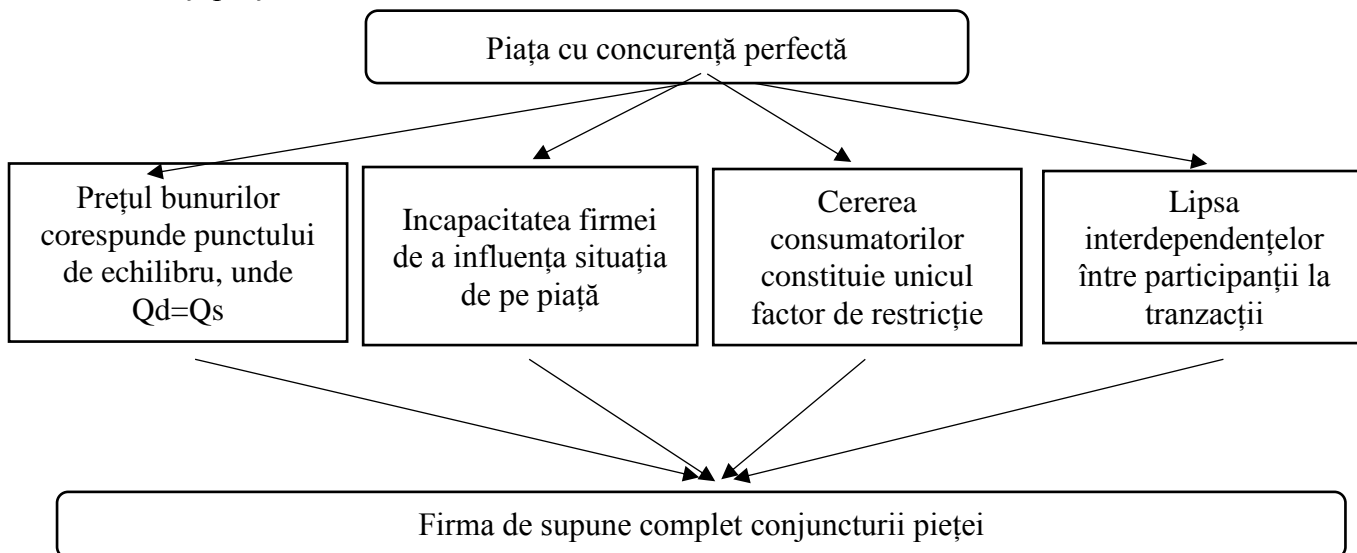 Piața cu concurență perfectă
Prețul bunurilor
corespunde punctului
de echilibru, unde
Qd=Qs
Incapacitatea firmei
de a influența situația
de pe piață
Cererea
consumatorilor
constituie unicul
factor de restricție
Lipsa
interdependențelor
între participanții la
tranzacții
Firma de supune complet conjuncturii pieței